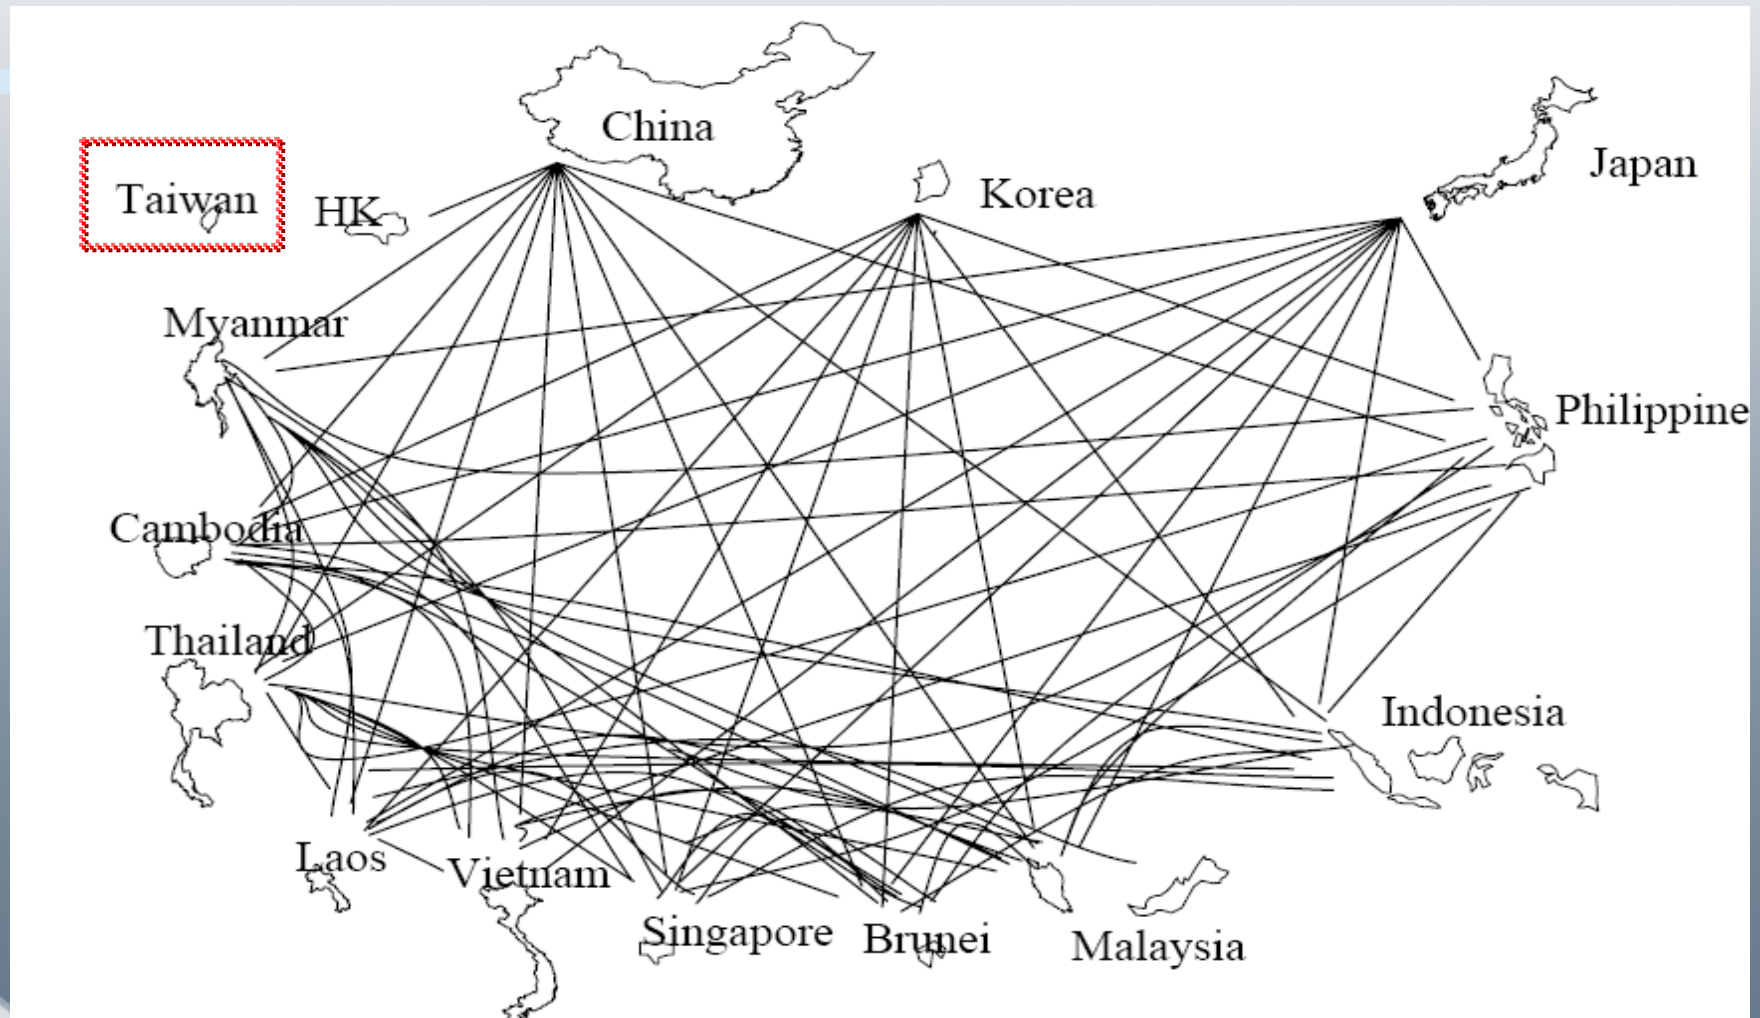 China
Japan
Korea
Taiwan
HK
Myanmar
Philippine
Cambodia
Thailand
Indonesia
Laos
Vietnam
Singapore
Brunei
Malaysia